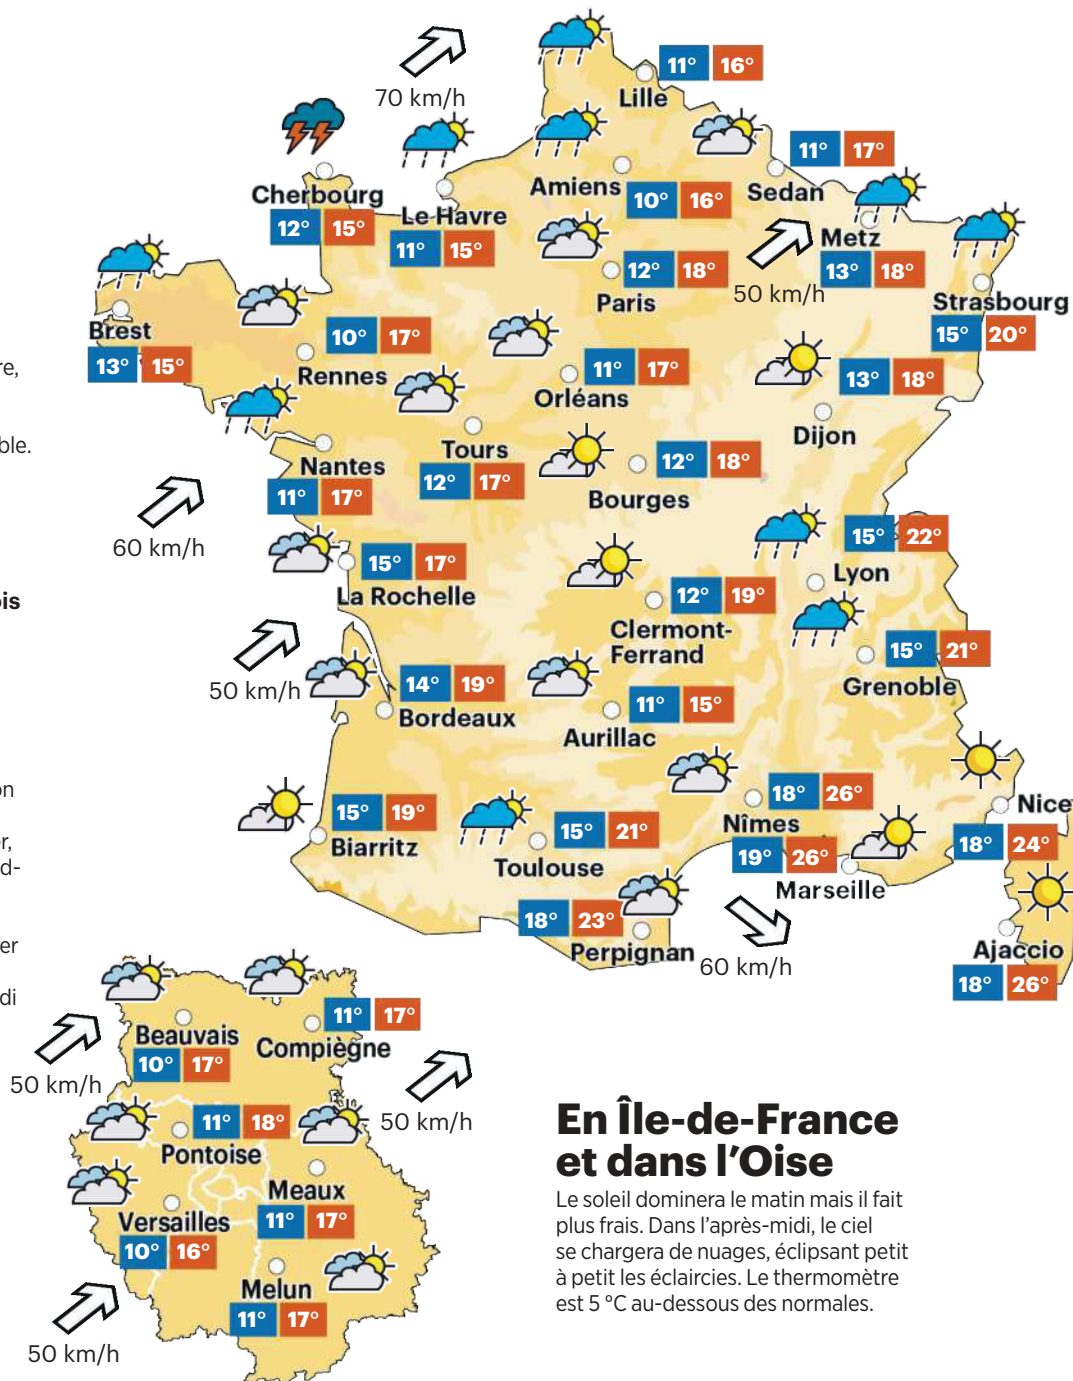 70 km/h
11° 16°
Lille
11° 17°
Sedan
Amiens
10° 16°
Cherbourg
12° 15°
Le Havre
11° 15°
Metz
13° 18°
50 km/h
12° 18°
Paris
Strasbourg
15° 20°
Brest
13° 15°
10° 17°
Rennes
11° 17°
Orléans
13° 18°
Dijon
re,
ble.
Tours
12° 17°
Nantes
11° 17°
12° 18°
Bourges
60 km/h
15° 22°
Lyon
15° 17°
La Rochelle
12° 19°
Clermont-
Ferrand
ois
15° 21°
Grenoble
50 km/h
14° 19°
Bordeaux
11° 15°
Aurillac
on
er,
d-
15° 19°
Biarritz
15° 21°
Toulouse
18° 26°
Nîmes
19° 26°
Marseille
Nice
18° 24°
18° 23°
Perpignan
60 km/h
Ajaccio
18° 26°
er
di
Beauvais
10° 17°
11° 17°
Compiègne
50 km/h
50 km/h
11° 18°
Pontoise
Meaux
11° 17°
Versailles
10° 16°
Melun
11° 17°
50 km/h
En Île-de-France
et dans l'Oise
Le soleil dominera le matin mais il fait
plus frais. Dans l'après-midi, le ciel
se chargera de nuages, éclipsant petit
à petit les éclaircies. Le thermomètre
est 5 °C au-dessous des normales.